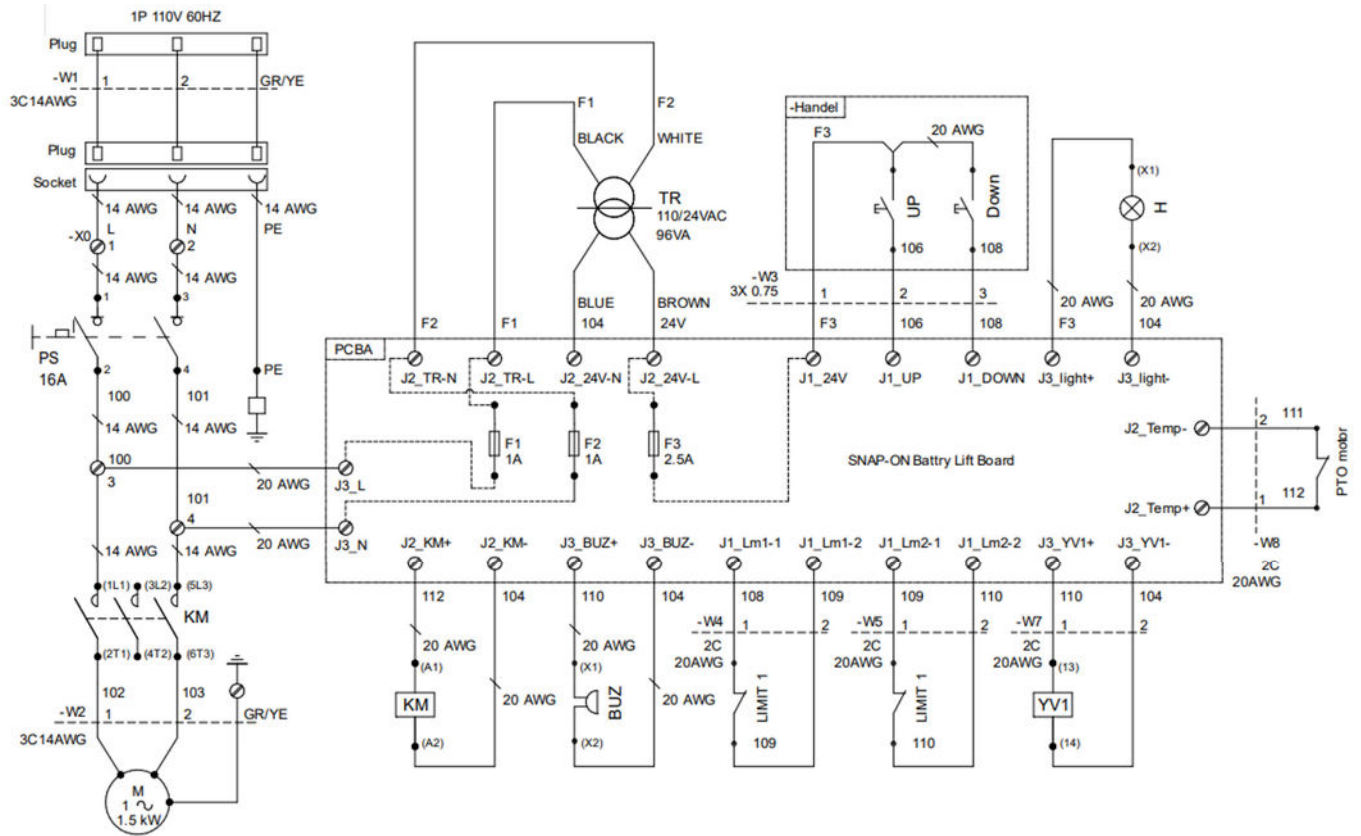 1P 110V 60HZ
Plug
-W1
1
2
GR/YE
3C14AWG
Plug
Socket
14 AWG
14 AWG
14 AWG
L
N
PE
-X0
1
2
14 AWG
14 AWG
1
3
PS
16A
2
4
PE
100
101
14 AWG
14 AWG
100
3
20 AWG
101
4
20 AWG
14 AWG
14 AWG
(1L1)
(3L2)
(5L3)
KM
(2T1)
(4T2)
(6T3)
102
103
-W2
1
2
GR/YE
3C14AWG
M
1
1.5 kW
F1
F2
BLACK
WHITE
TR
110/24VAC
96VA
BLUE
BROWN
F2
F1
104
24V
-Handel
F3
20 AWG
UP
Down
106
108
-W3
3X 0.75
1
2
3
F3
106
108
(X1)
H
(X2)
20 AWG
20 AWG
F3
104
PCBA
J2_TR-N
J2_TR-L
J2_24V-N
J2_24V-L
J1_24V
J1_UP
J1_DOWN
J3_light+
J3_light-
F1
1A
F2
1A
F3
2.5A
SNAP-ON Battry Lift Board
J3_L
J3_N
J2_Temp-
J2_Temp+
2
111
1
112
PTO motor
-W8
2C
20AWG
J2_KM+
J2_KM-
J3_BUZ+
J3_BUZ-
J1_Lm1-1
J1_Lm1-2
J1_Lm2-1
J1_Lm2-2
J3_YV1+
J3_YV1-
112
104
110
104
108
109
109
110
110
104
20 AWG
(A1)
KM
(A2)
20 AWG
20 AWG
(X1)
BUZ
(X2)
20 AWG
-W4
1
2
2C
20AWG
LIMIT 1
109
-W5
1
2
2C
20AWG
LIMIT 1
110
-W7
1
2
2C
20AWG
(13)
YV1
(14)